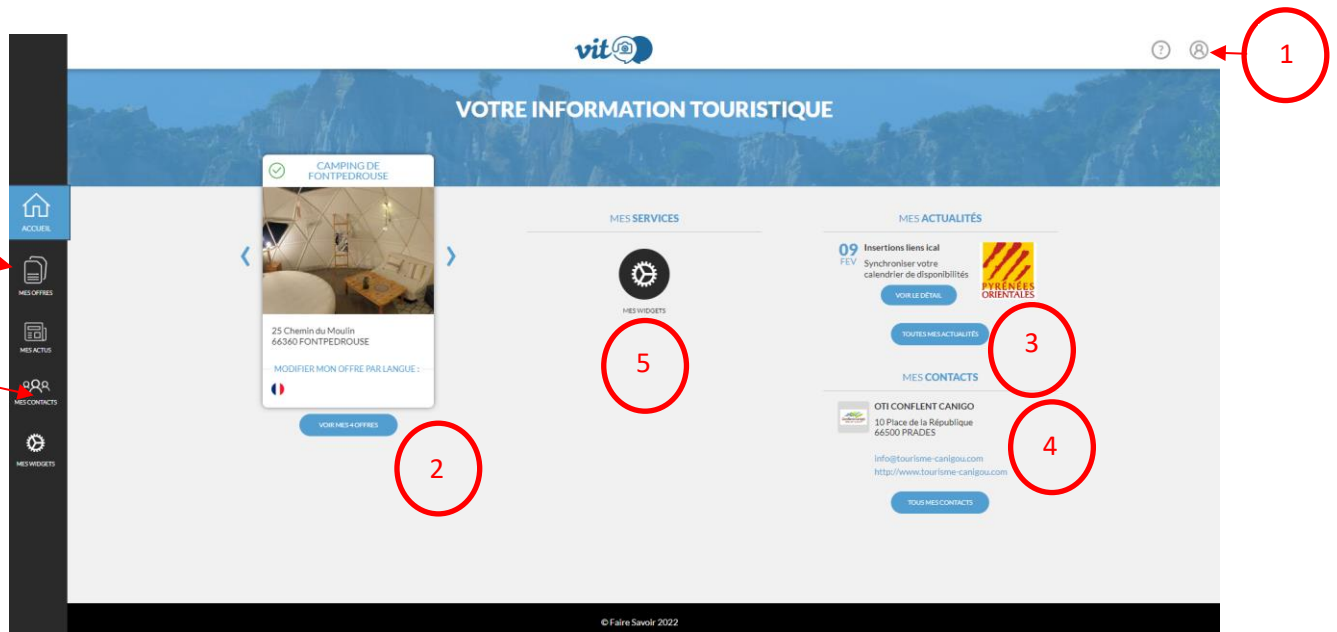 1
vit
?
VOTRE INFORMATION TOURISTIQUE
CAMPING DE
FONTPEDROUSE
25 Chemin du Moulin
66360 FONTPEDROUSE
MODIFIER MON OFFRE PAR LANGUE :
VOIR MES 4 OFFRES
2
ACCUEIL
MES OFFRES
MES ACTUS
MES CONTACTS
MES WIDGETS
MES SERVICES
MES WIDGETS
5
MES ACTUALITÉS
09
FEV
Insertions liens ical
Synchroniser votre
calendrier de disponibilités
VOIR LE DÉTAIL
PYRÉNÉES
ORIENTALES
TOUTES MES ACTUALITÉS
3
MES CONTACTS
OTI CONFLENT CANIGO
10 Place de la République
66500 PRADES
info@tourisme-canigou.com
http://www.tourisme-canigou.com
TOUS MES CONTACTS
4
© Faire Savoir 2022